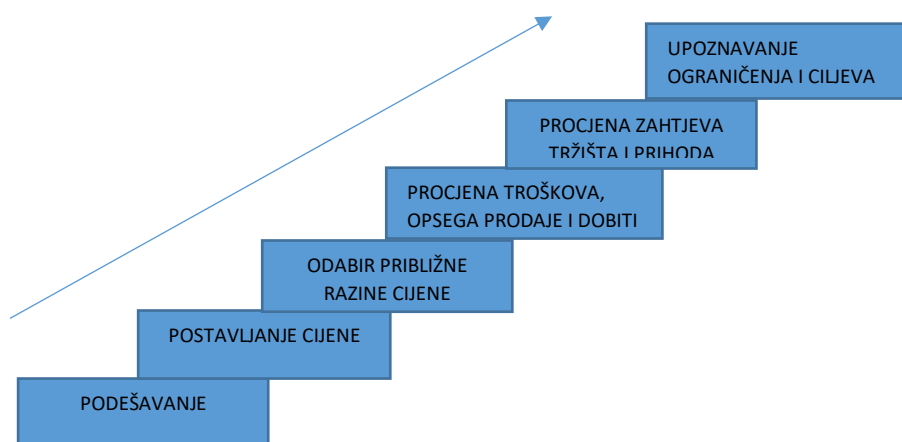 UPOZNAVANJE
OGRANIČENJA I CILJEVA
PROCJENA ZAHTJEVA
TRŽIŠTA I PRIHODA
PROCJENA TROŠKOVA,
OPSEGA PRODAJE I DOBITI
ODABIR PRIBLIŽNE
RAZINE CIJENE
POSTAVLJANJE CIJENE
PODEŠAVANJE